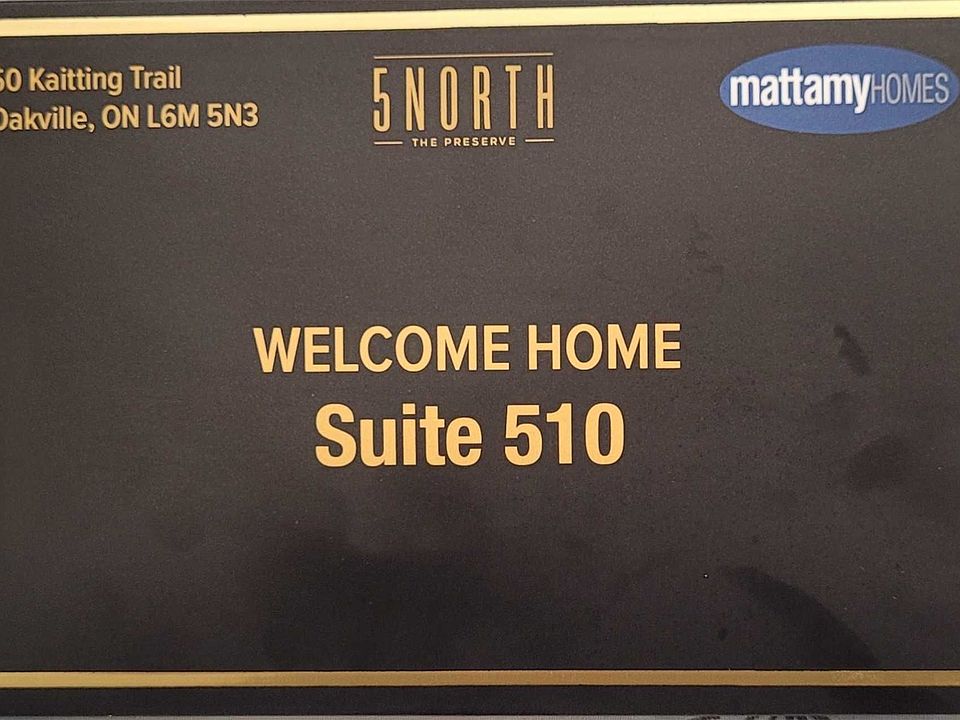 Kaitting Trail
Oakville, ON L6M 5N3
5NORTH
THE PRESERVE
mattamyHOMES
WELCOME HOME
Suite 510